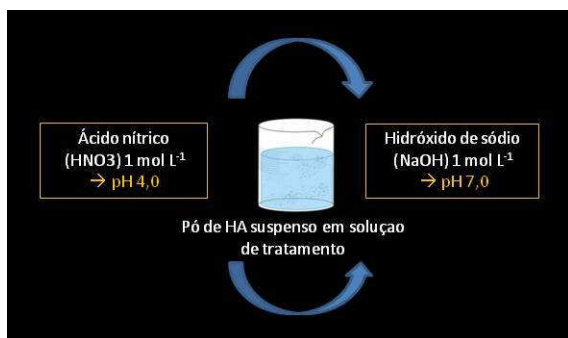 Ácido nítrico
(HNO3) 1 mol L⁻¹
→ pH 4,0
Hidróxido de sódio
(NaOH) 1 mol L⁻¹
→ pH 7,0
Pó de HA suspenso em soluçao
de tratamento